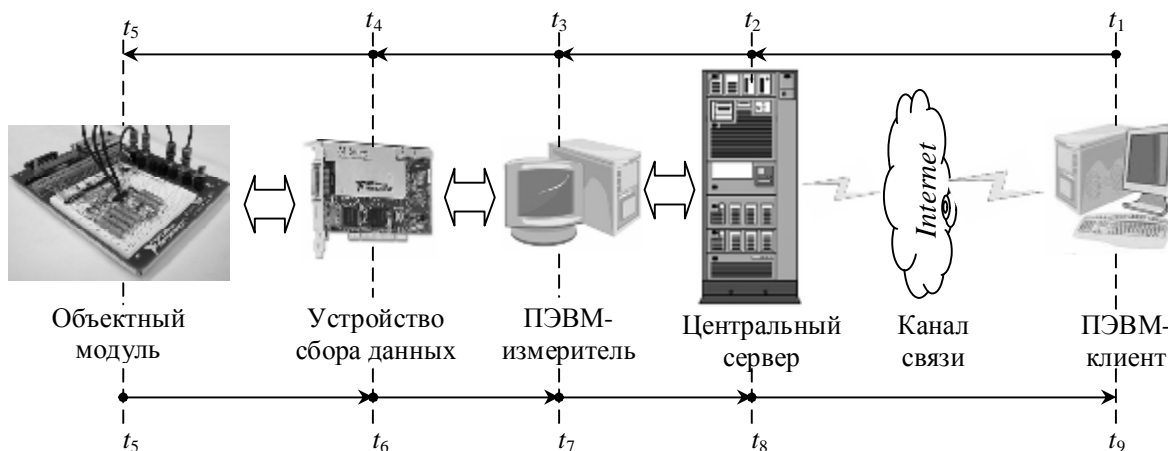 t5 t4 t3 t2 t1
Internet
Объектный
модуль
Устройство
сбора данных
ПЭВМ-
измеритель
Центральный
сервер
Канал
связи
ПЭВМ-
клиент
t5 t6 t7 t8 t9